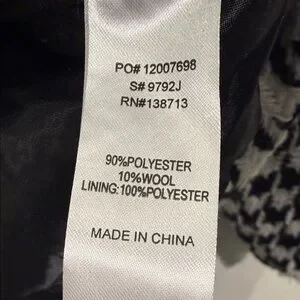 PO# 12007698
S# 9792J
RN#138713
90%POLYESTER
10%WOOL
LINING:100%POLYESTER
MADE IN CHINA